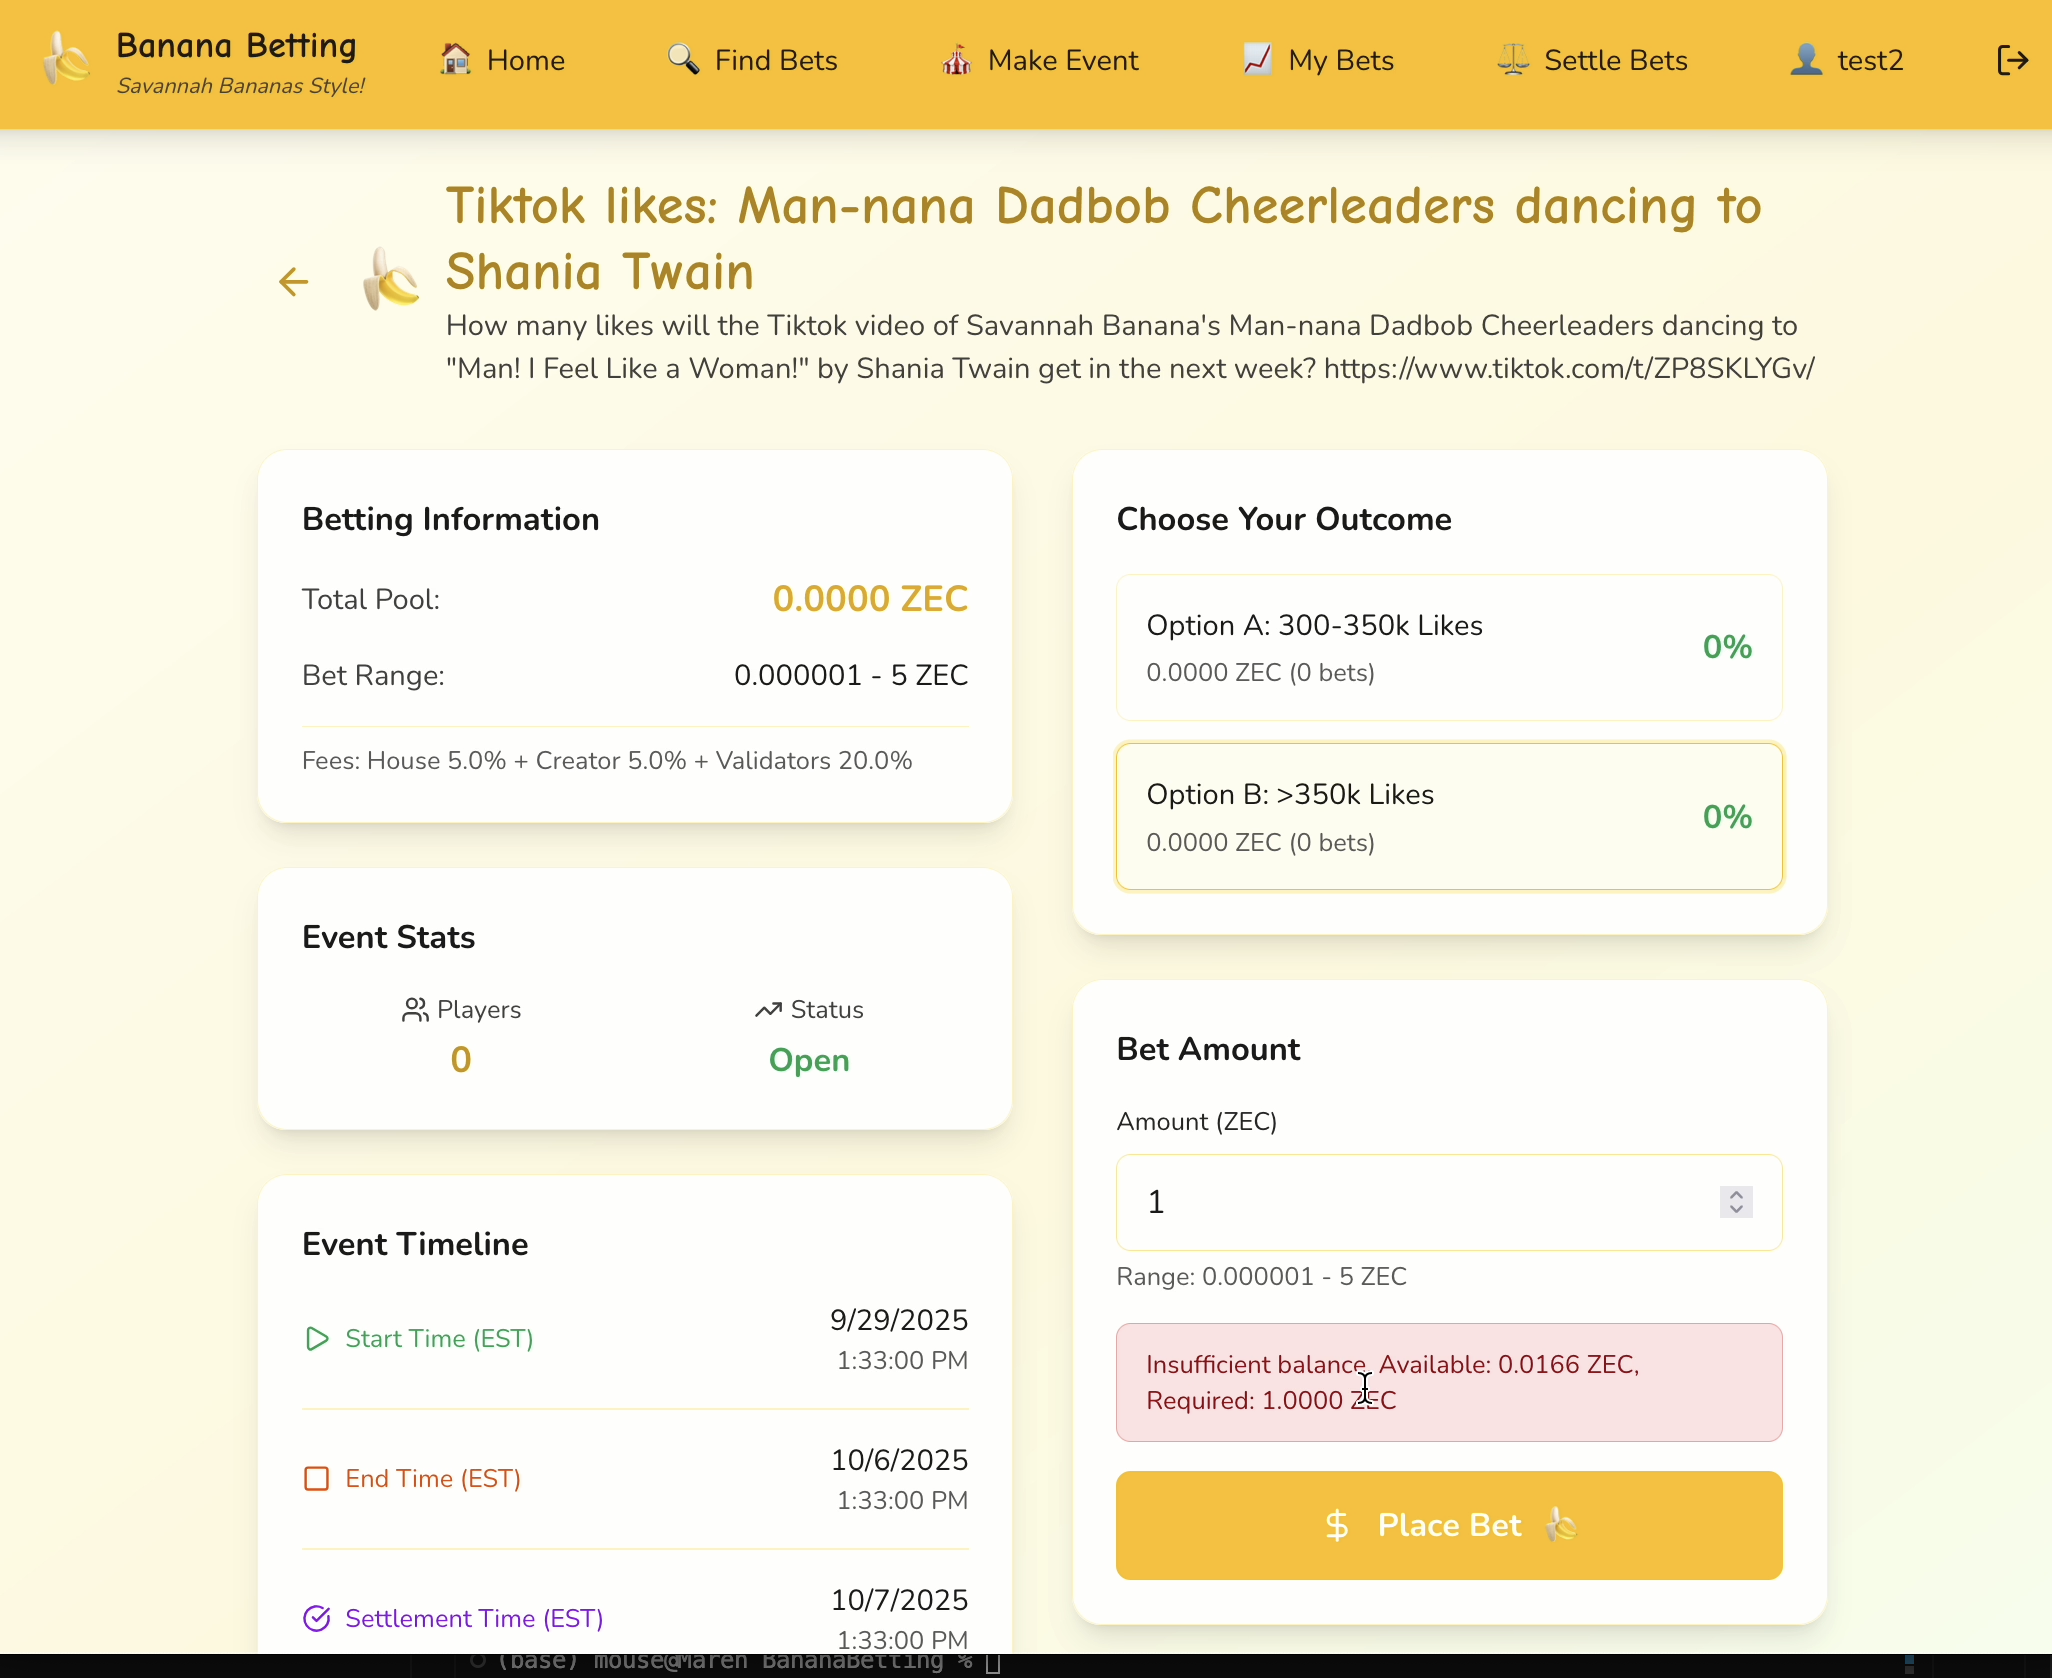 Banana Betting
Savannah Bananas Style!
Home
Find Bets
Make Event
My Bets
Settle Bets
test2
Tiktok likes: Man-nana Dadbob Cheerleaders dancing to
Shania Twain
How many likes will the Tiktok video of Savannah Banana's Man-nana Dadbob Cheerleaders dancing to
"Man! I Feel Like a Woman!" by Shania Twain get in the next week? https://www.tiktok.com/t/ZP8SKLYGv/
Betting Information
Total Pool: 0.0000 ZEC
Bet Range: 0.000001 - 5 ZEC
Fees: House 5.0% + Creator 5.0% + Validators 20.0%
Event Stats
Players
0
Status
Open
Event Timeline
Start Time (EST) 9/29/2025
1:33:00 PM
End Time (EST) 10/6/2025
1:33:00 PM
Settlement Time (EST) 10/7/2025
1:33:00 PM
Choose Your Outcome
Option A: 300-350k Likes
0.0000 ZEC (0 bets)
0%
Option B: >350k Likes
0.0000 ZEC (0 bets)
0%
Bet Amount
Amount (ZEC)
1
Range: 0.000001 - 5 ZEC
Insufficient balance. Available: 0.0166 ZEC,
Required: 1.0000 ZEC
$ Place Bet
(base) mouse@Maren BananaBetting %